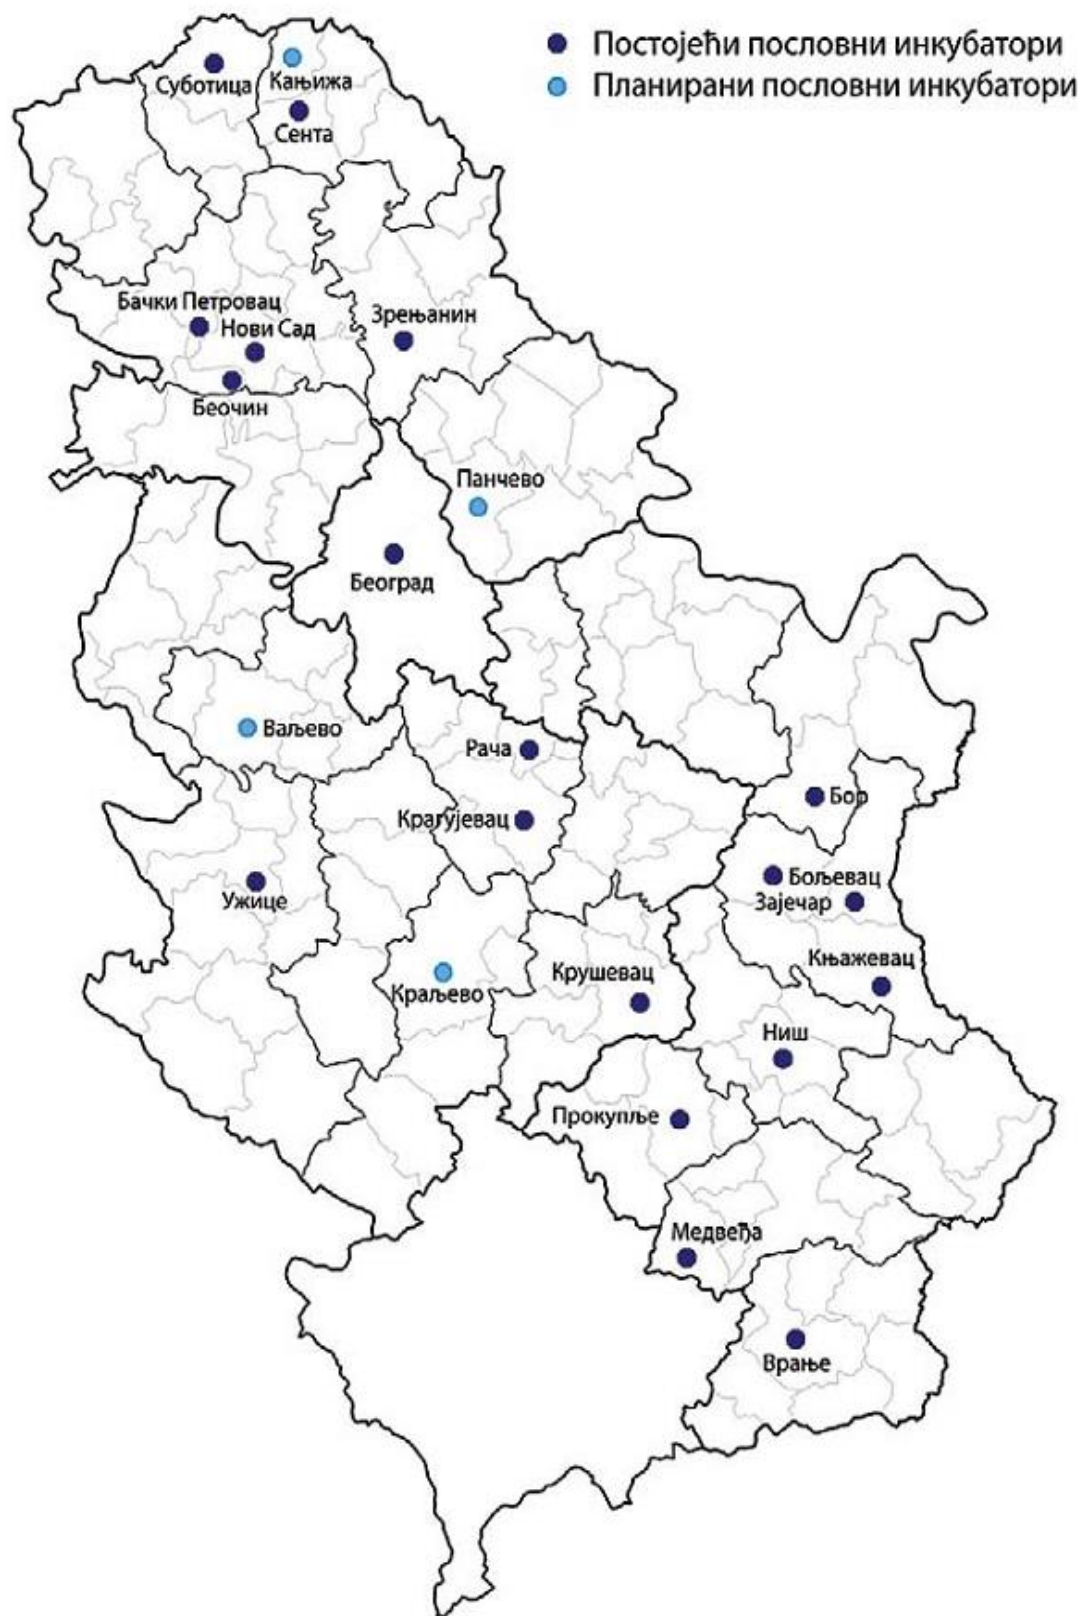 Постојећи пословни инкубатори
Планирани пословни инкубатори
Суботица
Кањижа
Сента
Бачки Петровац
Нови Сад
Зрењанин
Беочин
Панчево
Београд
Ваљево
Рача
Бор
Крагујевац
Бољевац
Ужице
Зајечар
Књажевац
Крушевац
Краљево
Ниш
Прокупље
Медвеђа
Врање